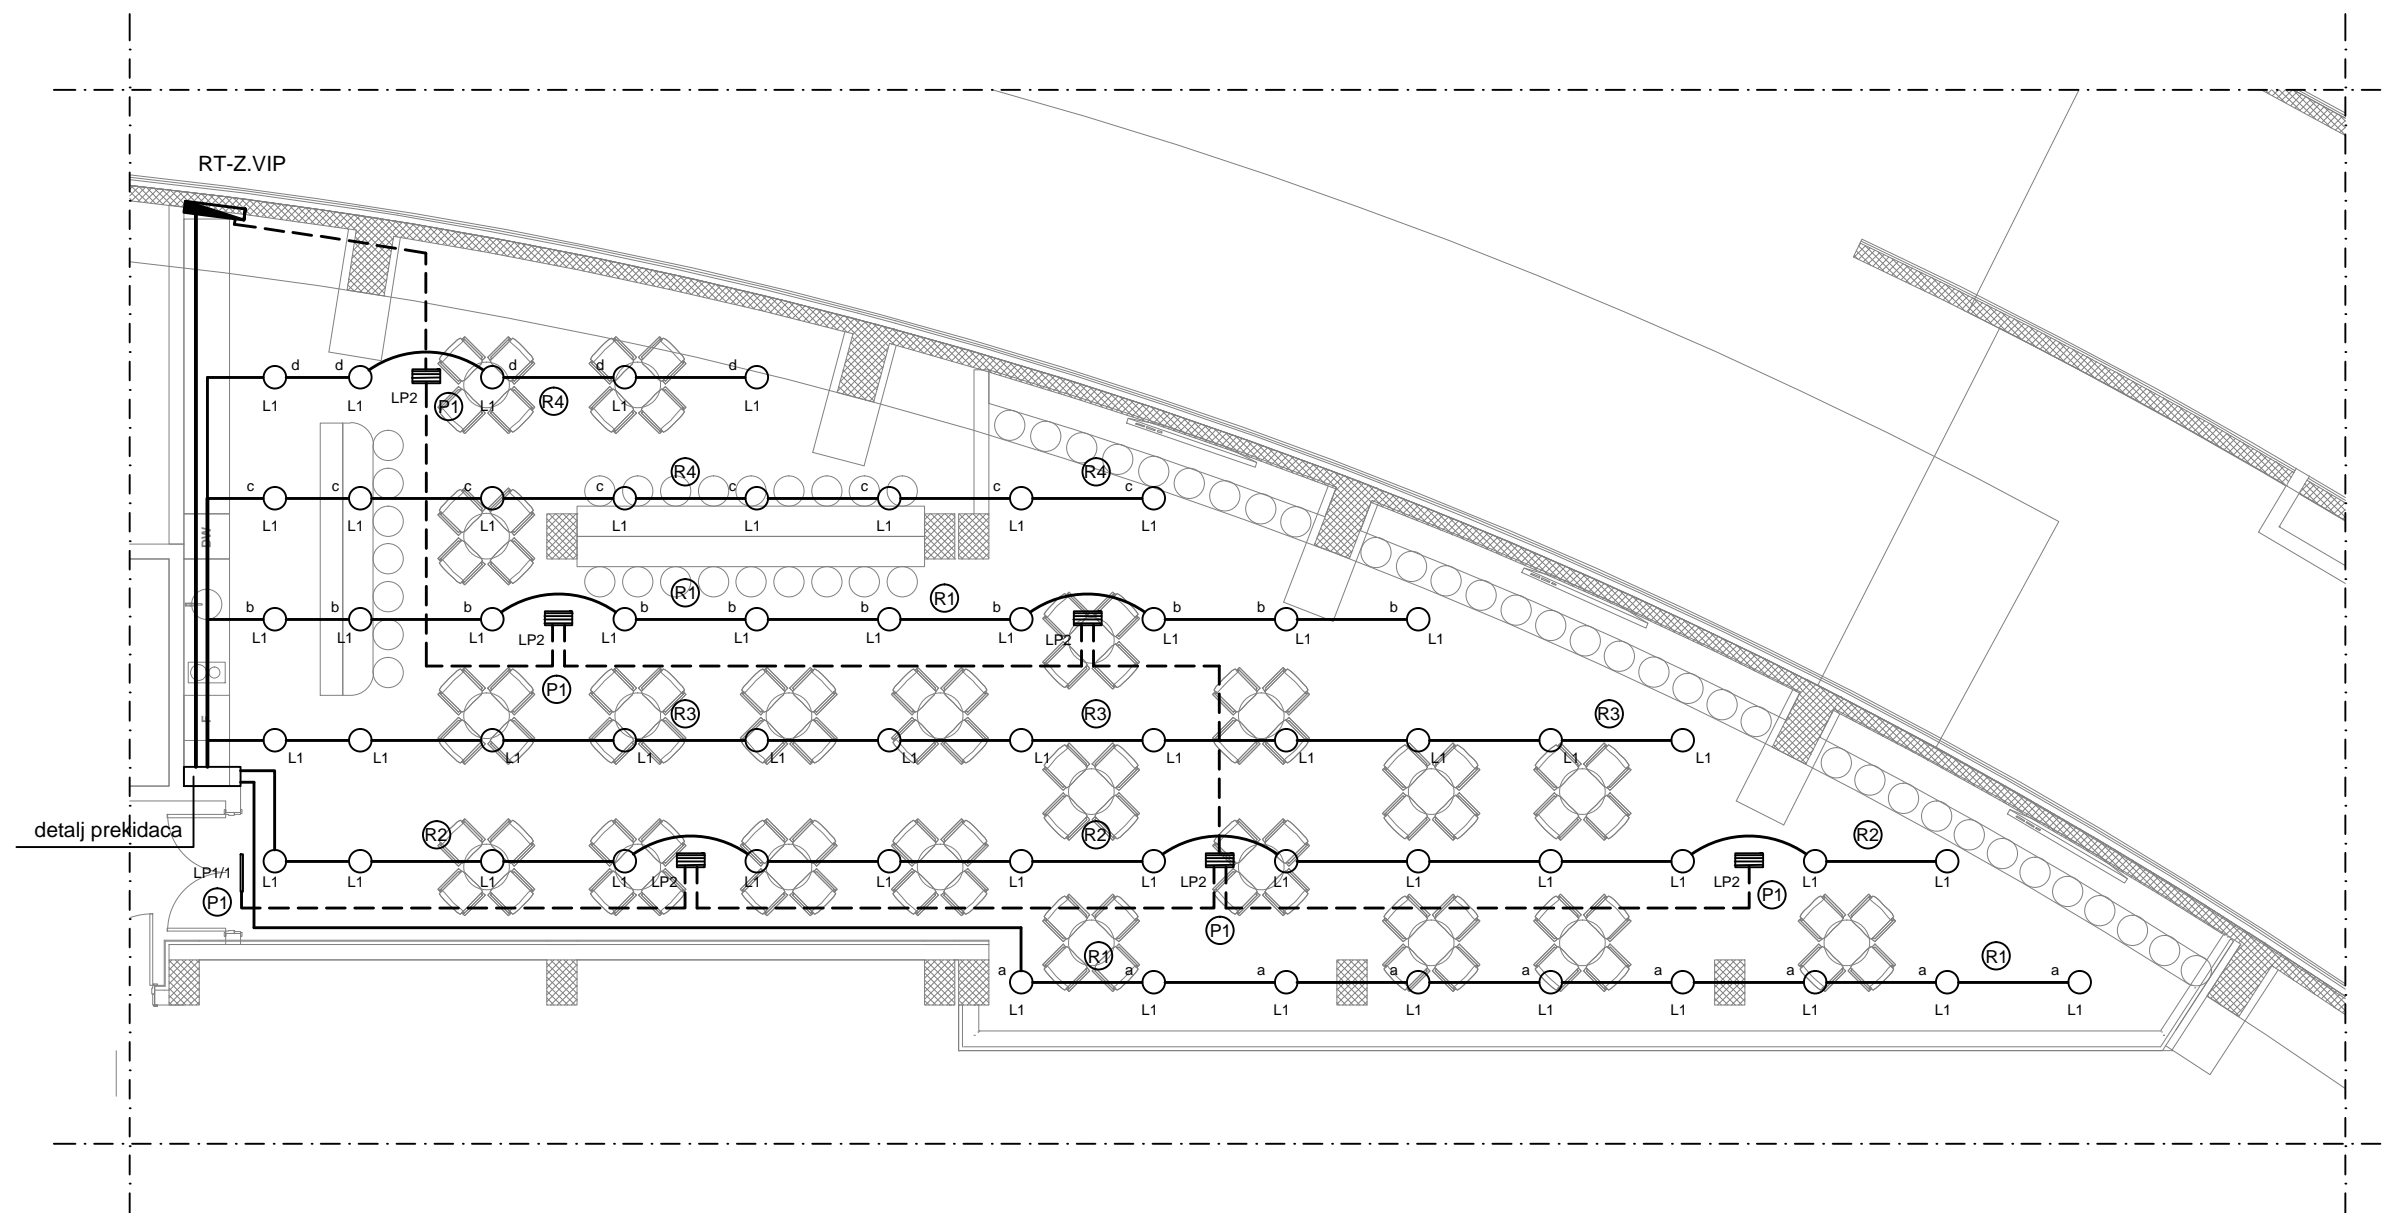 RT-Z.VIP
d d d d d
L1 L1 LP2 P1 L1 R4 L1 L1
R4 R4
c c c c c c c c
L1 L1 L1 L1 L1 L1 L1 L1
DW
R1 R1
b b b b b b b b b b
L1 L1 L1 LP2 L1 L1 L1 L1 LP2 L1 L1 L1
P1
R3 R3 R3
F
L1 L1 L1 L1 L1 L1 L1 L1 L1 L1 L1 L1
detalj prekidaca
R2 R2 R2
LP1/1 L1 L1 L1 L1 LP2 L1 L1 L1 L1 LP2 L1 L1 L1 L1 LP2 L1 L1
P1 P1
P1
R1 R1
a a a a a a a a a
L1 L1 L1 L1 L1 L1 L1 L1 L1